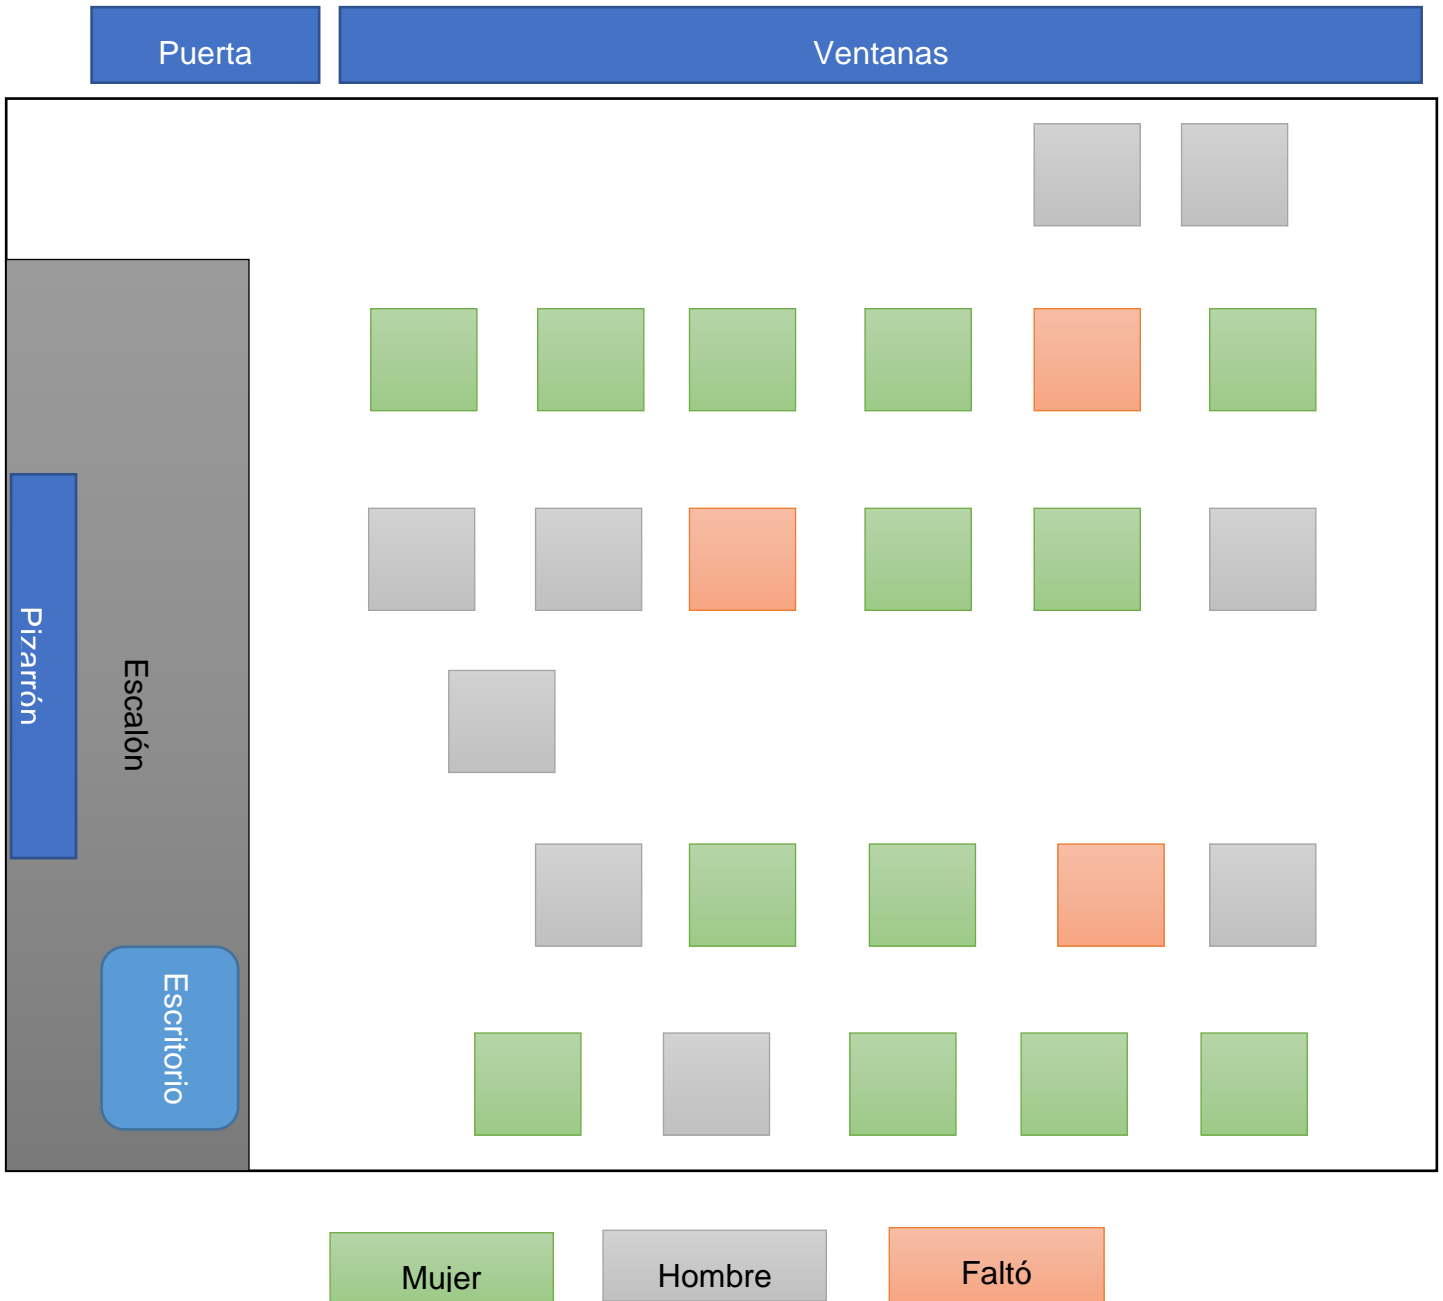 Puerta
Ventanas
Pizarrón
Escalón
Escritorio
Mujer
Hombre
Faltó